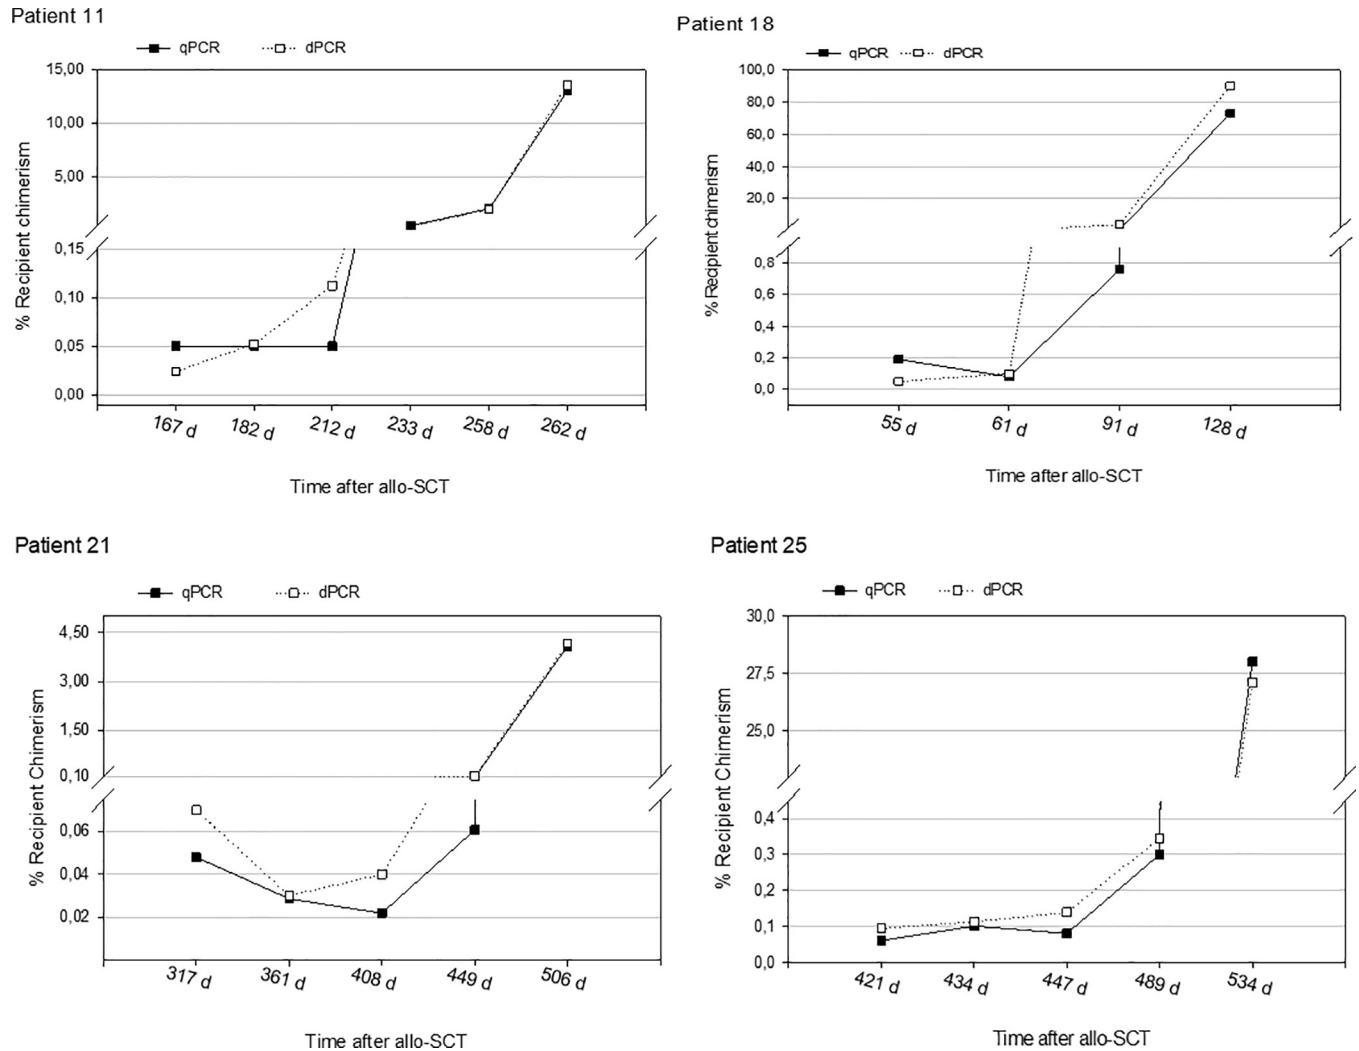 Patient 11
qPCR dPCR
15,00
10,00
5,00
0,15
0,10
0,05
0,00
% Recipient chimerism
167 d 182 d 212 d 233 d 258 d 262 d
Time after allo-SCT
Patient 18
qPCR dPCR
100,0
80,0
60,0
40,0
20,0
0,8
0,6
0,4
0,2
0,0
% Recipient chimerism
55 d 61 d 91 d 128 d
Time after allo-SCT
Patient 21
qPCR dPCR
4,50
3,00
1,50
0,10
0,06
0,04
0,02
% Recipient Chimerism
317 d 361 d 408 d 449 d 506 d
Time after allo-SCT
Patient 25
qPCR dPCR
30,0
27,5
25,0
0,4
0,3
0,2
0,1
0,0
% Recipient Chimerism
421 d 434 d 447 d 489 d 534 d
Time after allo-SCT